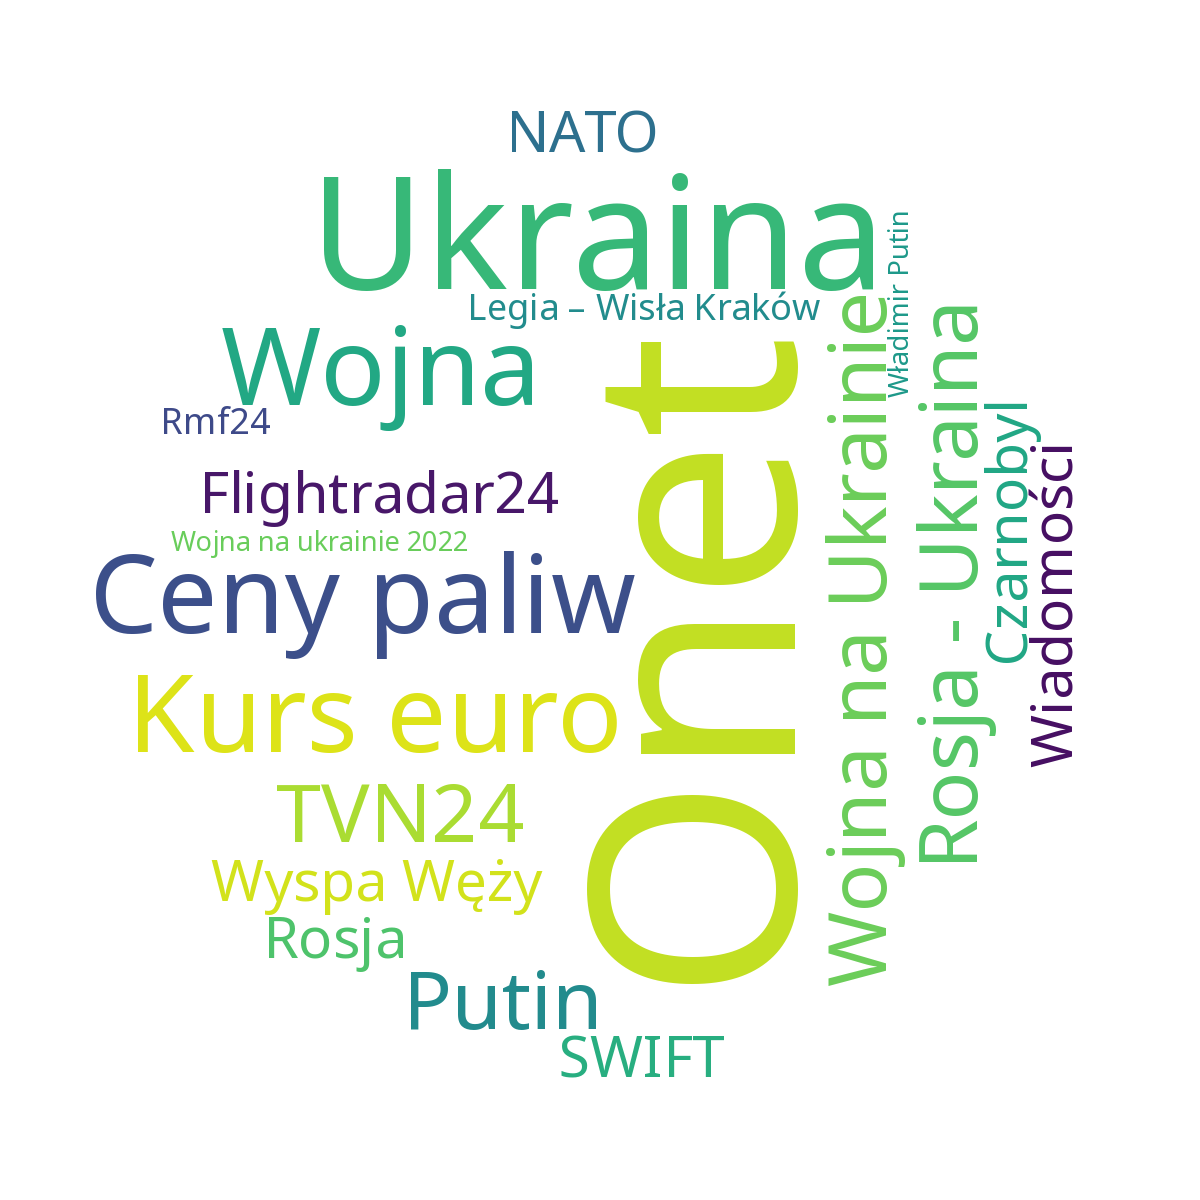 NATO
Ukraina
Władimir Putin
Legia – Wisła Kraków
Wojna
Rmf24
Flightradar24
Wojna na ukrainie 2022
Ceny paliw
Kurs euro
TVN24
Wyspa Węży
Rosja
Putin
SWIFT
Onet
Wojna na Ukrainie
Rosja - Ukraina
Czarnobyl
Wiadomości